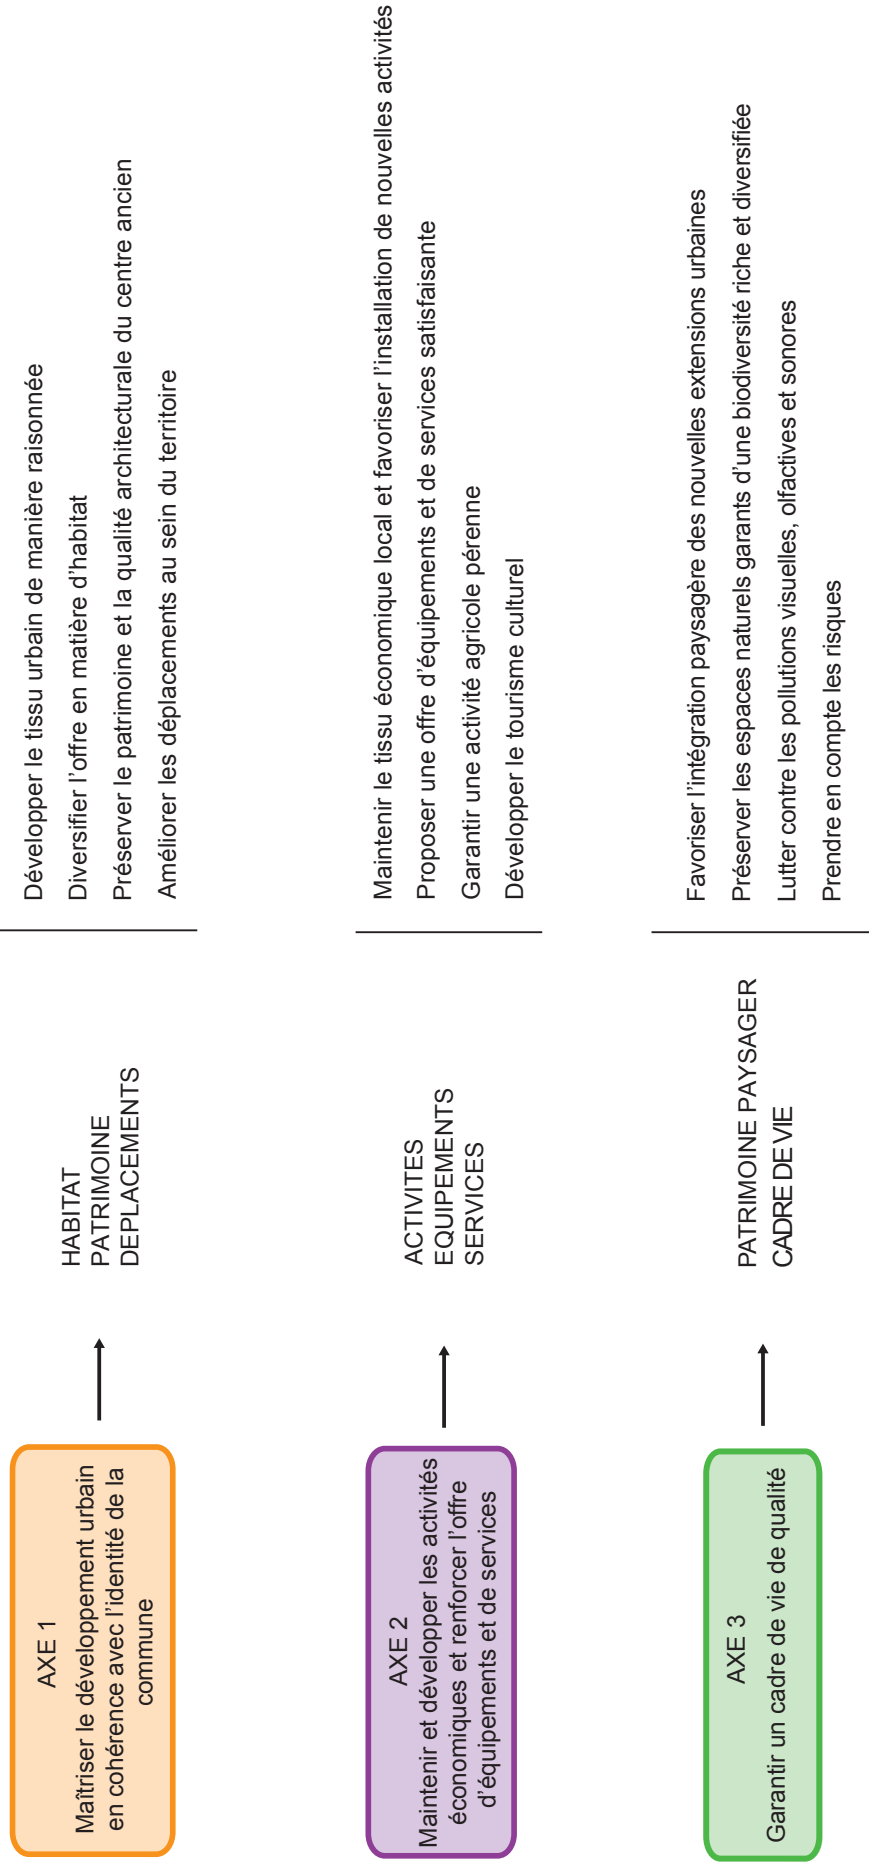 AXE 1
Maîtriser le développement urbain
en cohérence avec l'identité de la
commune
HABITAT
PATRIMOINE
DEPLACEMENTS
Développer le tissu urbain de manière raisonnée
Diversifier l'offre en matière d'habitat
Préserver le patrimoine et la qualité architecturale du centre ancien
Améliorer les déplacements au sein du territoire
AXE 2
Maintenir et développer les activités
économiques et renforcer l'offre
d'équipements et de services
ACTIVITES
EQUIPEMENTS
SERVICES
Maintenir le tissu économique local et favoriser l'installation de nouvelles activités
Proposer une offre d'équipements et de services satisfaisante
Garantir une activité agricole pérenne
Développer le tourisme culturel
AXE 3
Garantir un cadre de vie de qualité
PATRIMOINE PAYSAGER
CADRE DE VIE
Favoriser l'intégration paysagère des nouvelles extensions urbaines
Préserver les espaces naturels garants d'une biodiversité riche et diversifiée
Lutter contre les pollutions visuelles, olfactives et sonores
Prendre en compte les risques